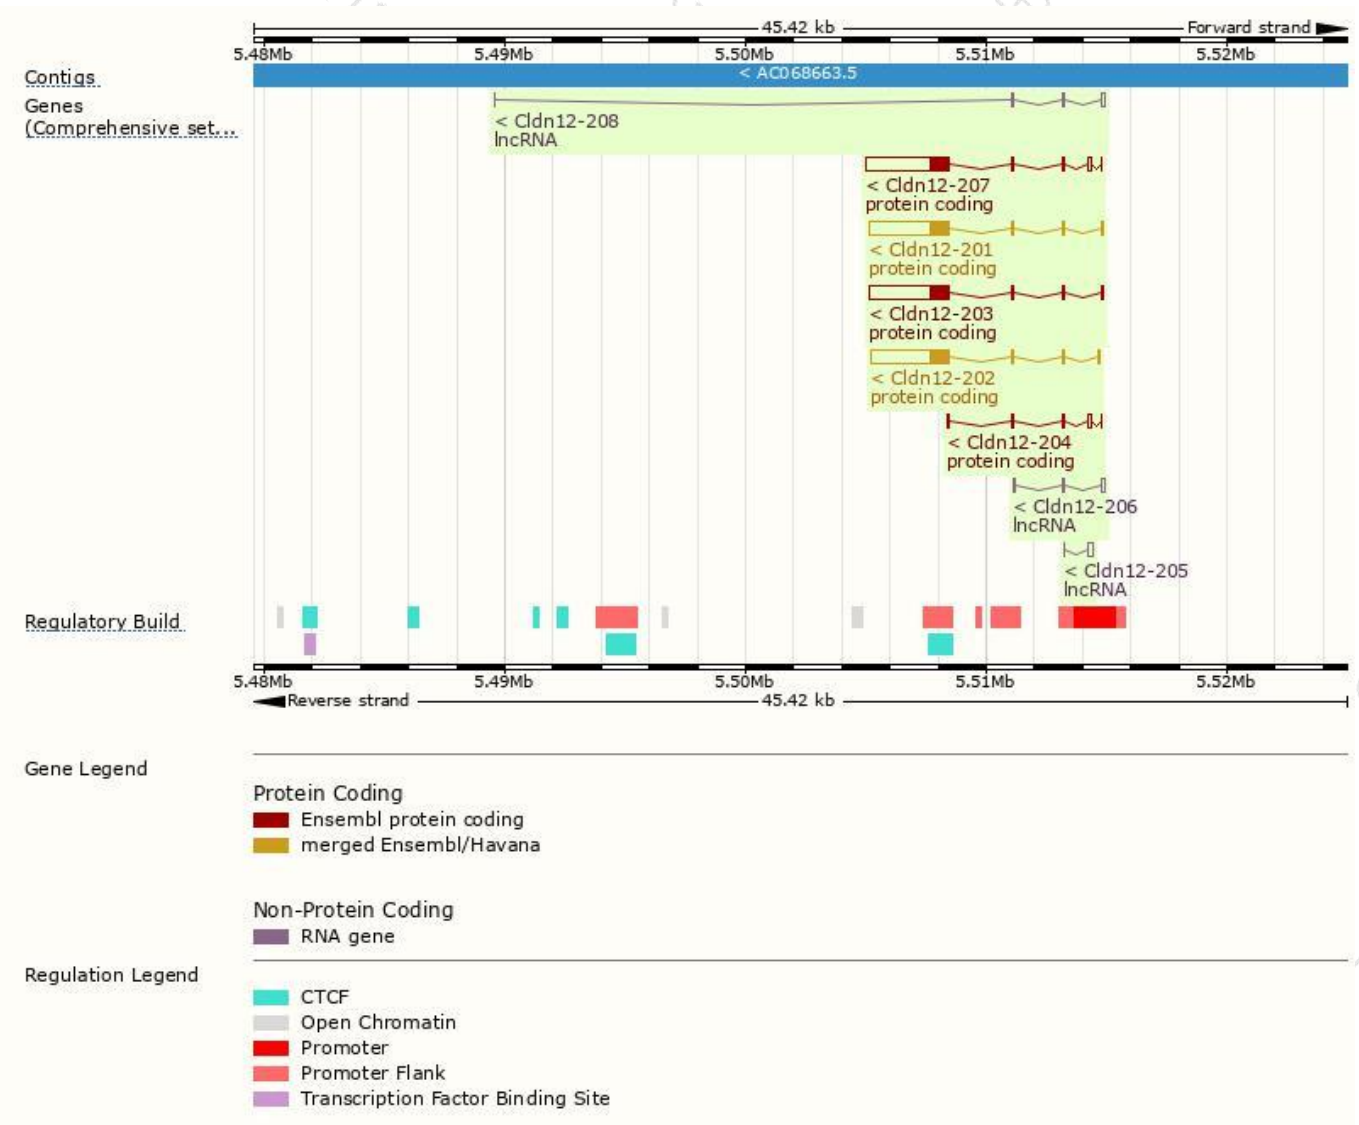 45.42 kb Forward strand
5.48Mb 5.49Mb 5.50Mb 5.51Mb 5.52Mb
Contigs < AC068663.5
Genes
(Comprehensive set...
< Cldn12-208
lncRNA
< Cldn12-207
protein coding
< Cldn12-201
protein coding
< Cldn12-203
protein coding
< Cldn12-202
protein coding
< Cldn12-204
protein coding
< Cldn12-206
lncRNA
< Cldn12-205
lncRNA
Regulatory Build
5.48Mb 5.49Mb 5.50Mb 5.51Mb 5.52Mb
Reverse strand 45.42 kb
Gene Legend
Protein Coding
Ensembl protein coding
merged Ensembl/Havana
Non-Protein Coding
RNA gene
Regulation Legend
CTCF
Open Chromatin
Promoter
Promoter Flank
Transcription Factor Binding Site